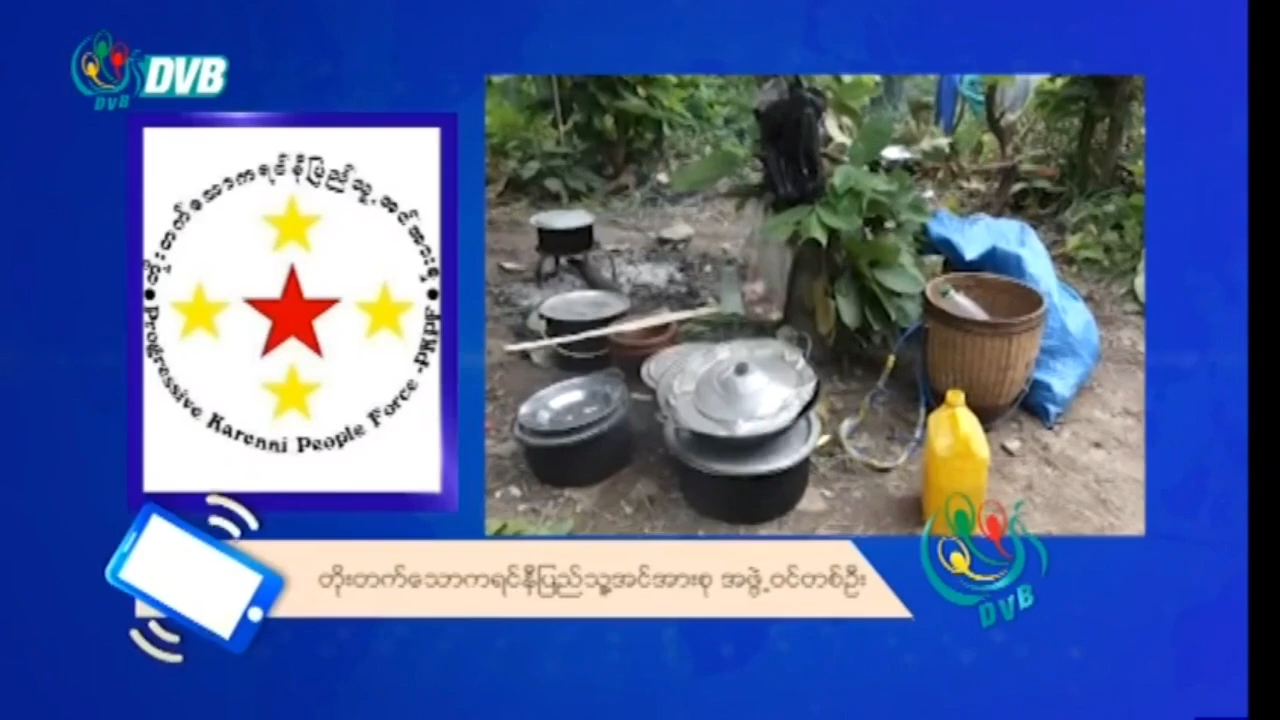 DVB
DVB
တိုးတက်သောကရင်နီပြည်သူ့အင်အားစု
Progressive Karenni People Force -PKPF
တိုးတက်သောကရင်နီပြည်သူ့အင်အားစု အဖွဲ့ဝင်တစ်ဦး
DVB